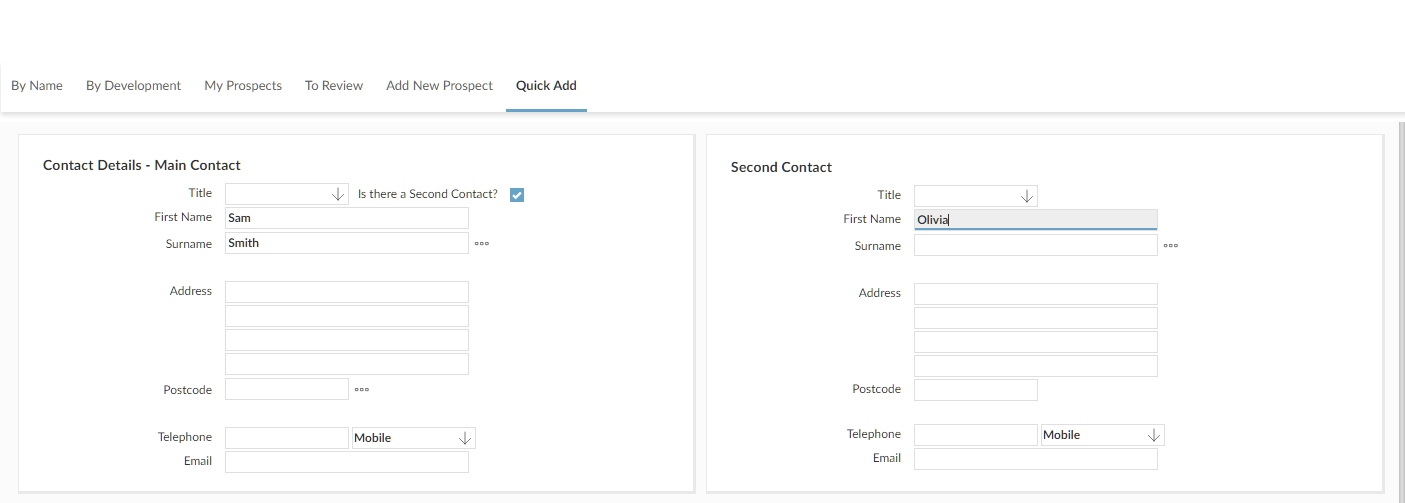 By Name By Development My Prospects To Review Add New Prospect Quick Add
Contact Details - Main Contact
Title Is there a Second Contact?
First Name Sam
Surname Smith
Address
Postcode
Telephone Mobile
Email
Second Contact
Title
First Name Olivia
Surname
Address
Postcode
Telephone Mobile
Email